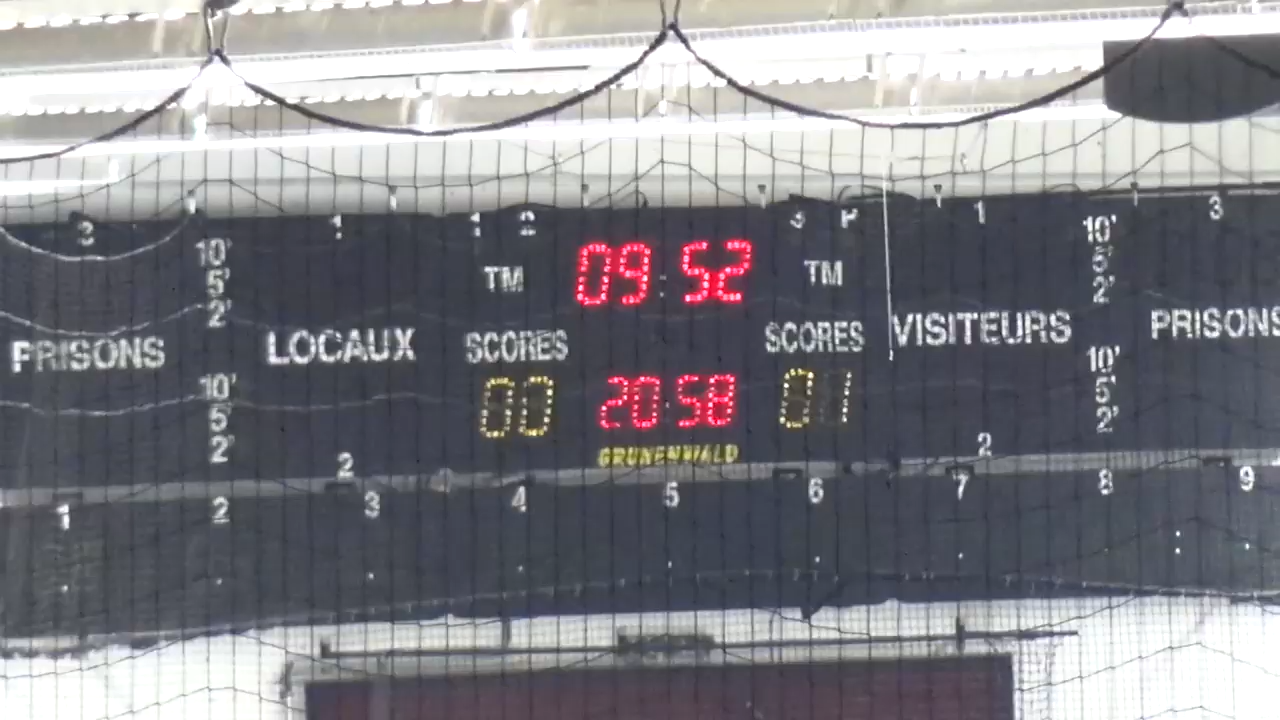 3 1 1 2 3 P 1 3
10' TM 09:52 TM 10'
5' 5'
2' 2'
PRISONS LOCAUX SCORES SCORES VISITEURS PRISONS
10' 00 20:58 01 10'
5' 5'
2' 2 GRUNENWALD 2 2'
1 2 3 4 5 6 7 8 9